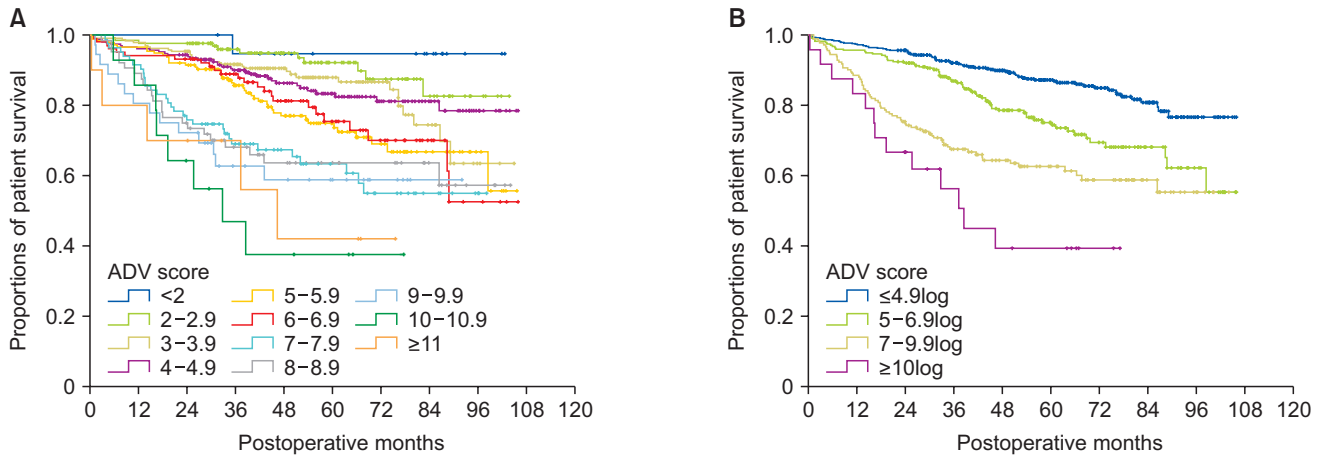 A
Proportions of patient survival
1.0
0.8
0.6
0.4
0.2
0
ADV score
<2
2−2.9
3−3.9
4−4.9
5−5.9
6−6.9
7−7.9
8−8.9
9−9.9
10−10.9
≥11
0 12 24 36 48 60 72 84 96 108 120
Postoperative months
B
Proportions of patient survival
1.0
0.8
0.6
0.4
0.2
0
ADV score
≤4.9log
5−6.9log
7−9.9log
≥10log
0 12 24 36 48 60 72 84 96 108 120
Postoperative months